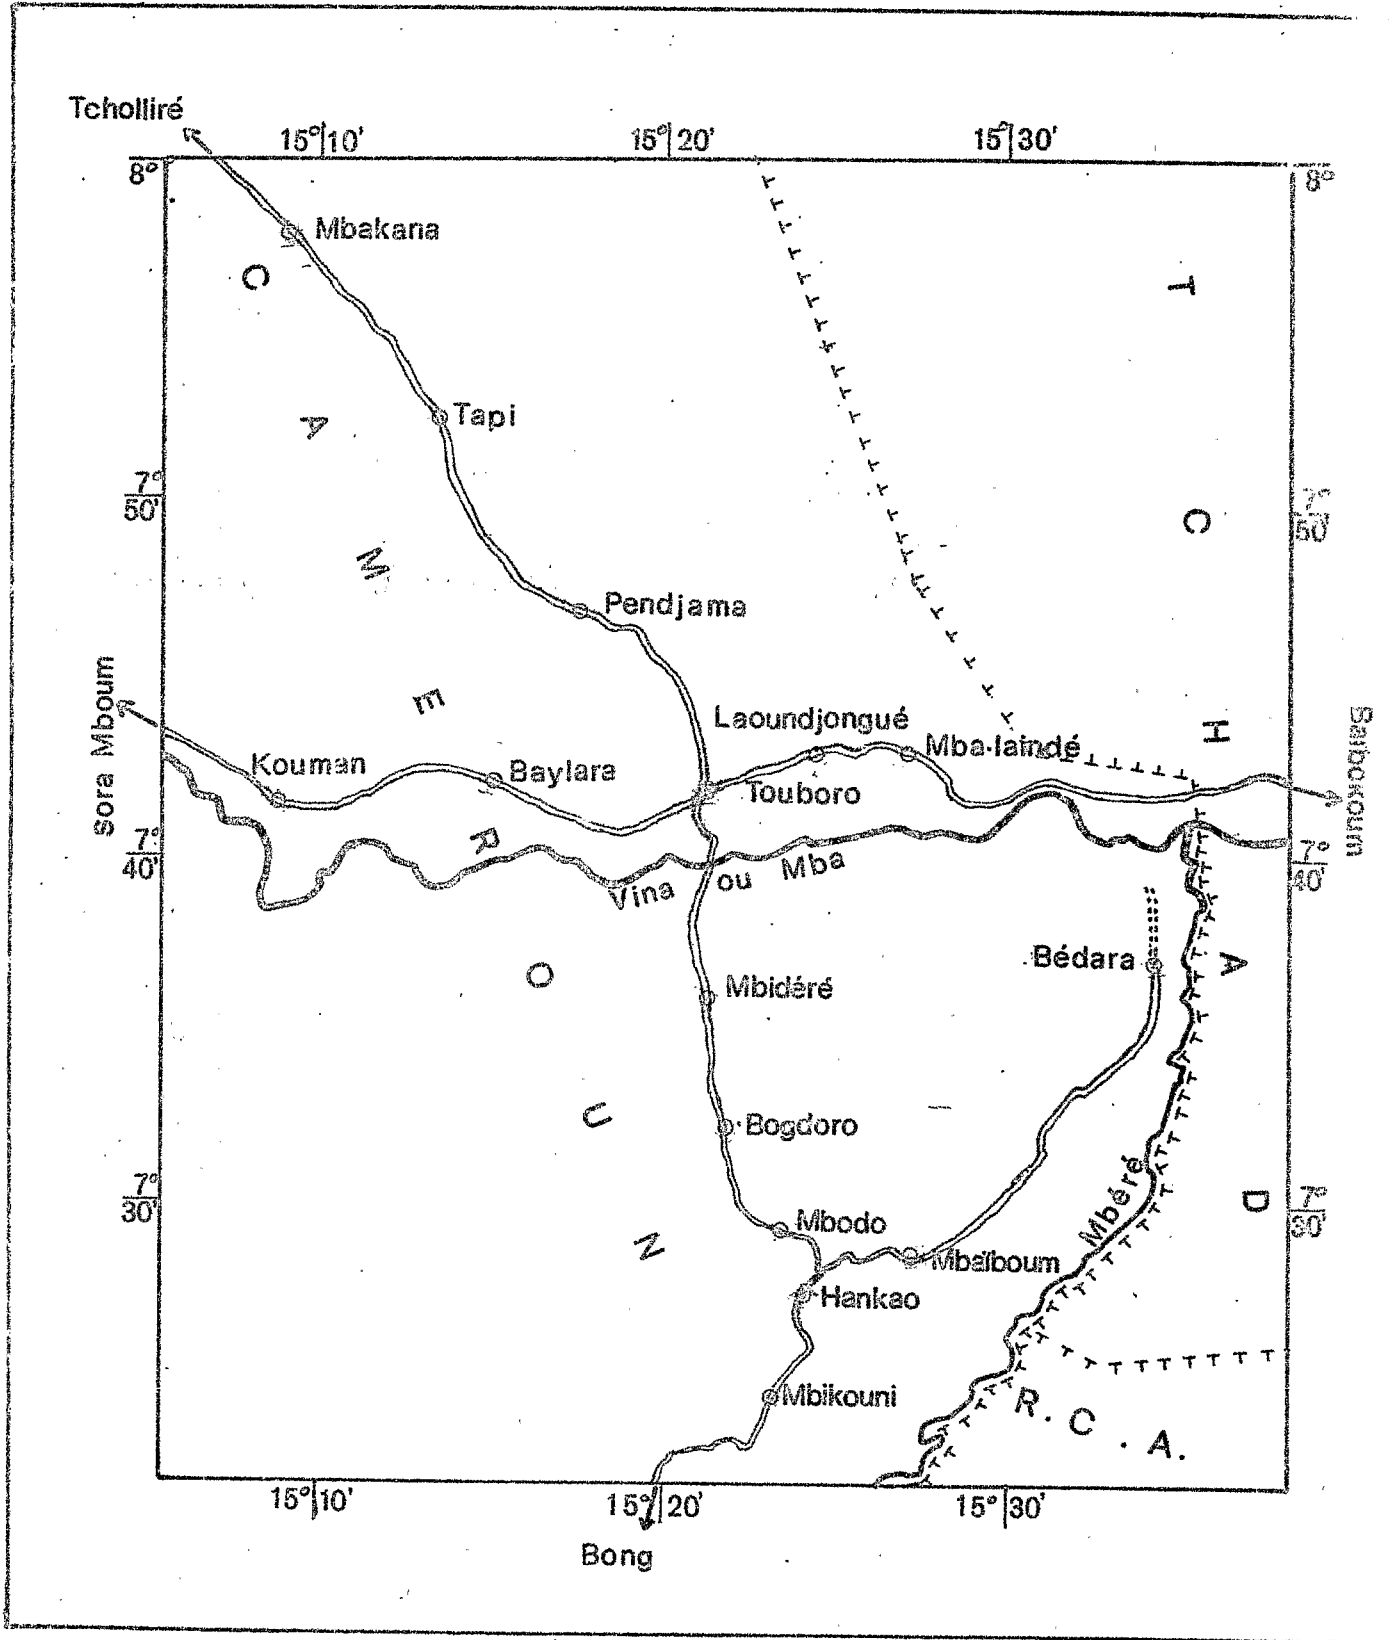 Tcholliré
15° 10'
15° 20'
15° 30'
8°
8°
Mbakana
Tapi
7°
50'
7°
50'
Pendjama
Sora Mboum
Laoundjongué
Mba-laindé
Kouman
Baylara
Touboro
Baïbokoum
7°
40'
Vina ou Mba
7°
40'
Bédara
Mbidéré
Bogdoro
Mbéré
7°
30'
7°
30'
Mbodo
Mbaïboum
Hankao
Mbikouni
C A M E R O U N
T C H A D
R. C. A.
15° 10'
15° 20'
15° 30'
Bong